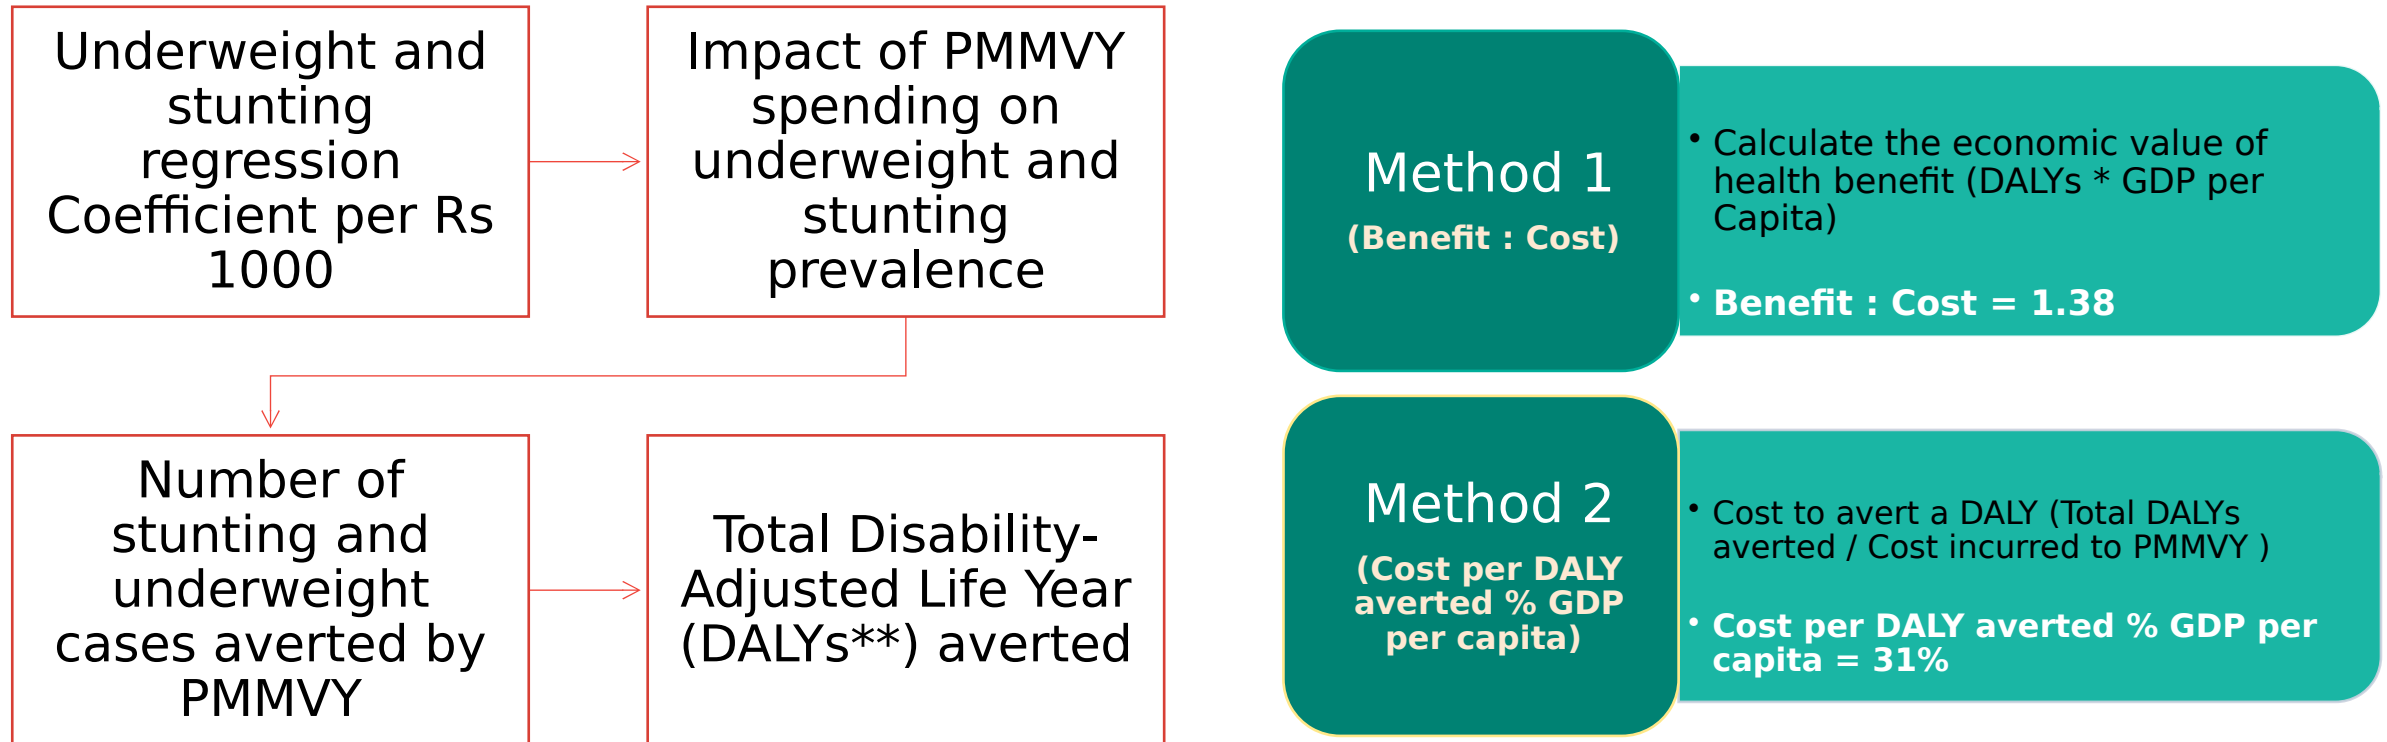 Underweight and
stunting
regression
Coefficient per Rs
1000
Impact of PMMVY
spending on
underweight and
stunting
prevalence
Number of
stunting and
underweight
cases averted by
PMMVY
Total Disability-
Adjusted Life Year
(DALYs**) averted
Method 1
(Benefit : Cost)
• Calculate the economic value of
health benefit (DALYs * GDP per
Capita)
• Benefit : Cost = 1.38
Method 2
(Cost per DALY
averted % GDP
per capita)
• Cost to avert a DALY (Total DALYs
averted / Cost incurred to PMMVY )
• Cost per DALY averted % GDP per
capita = 31%